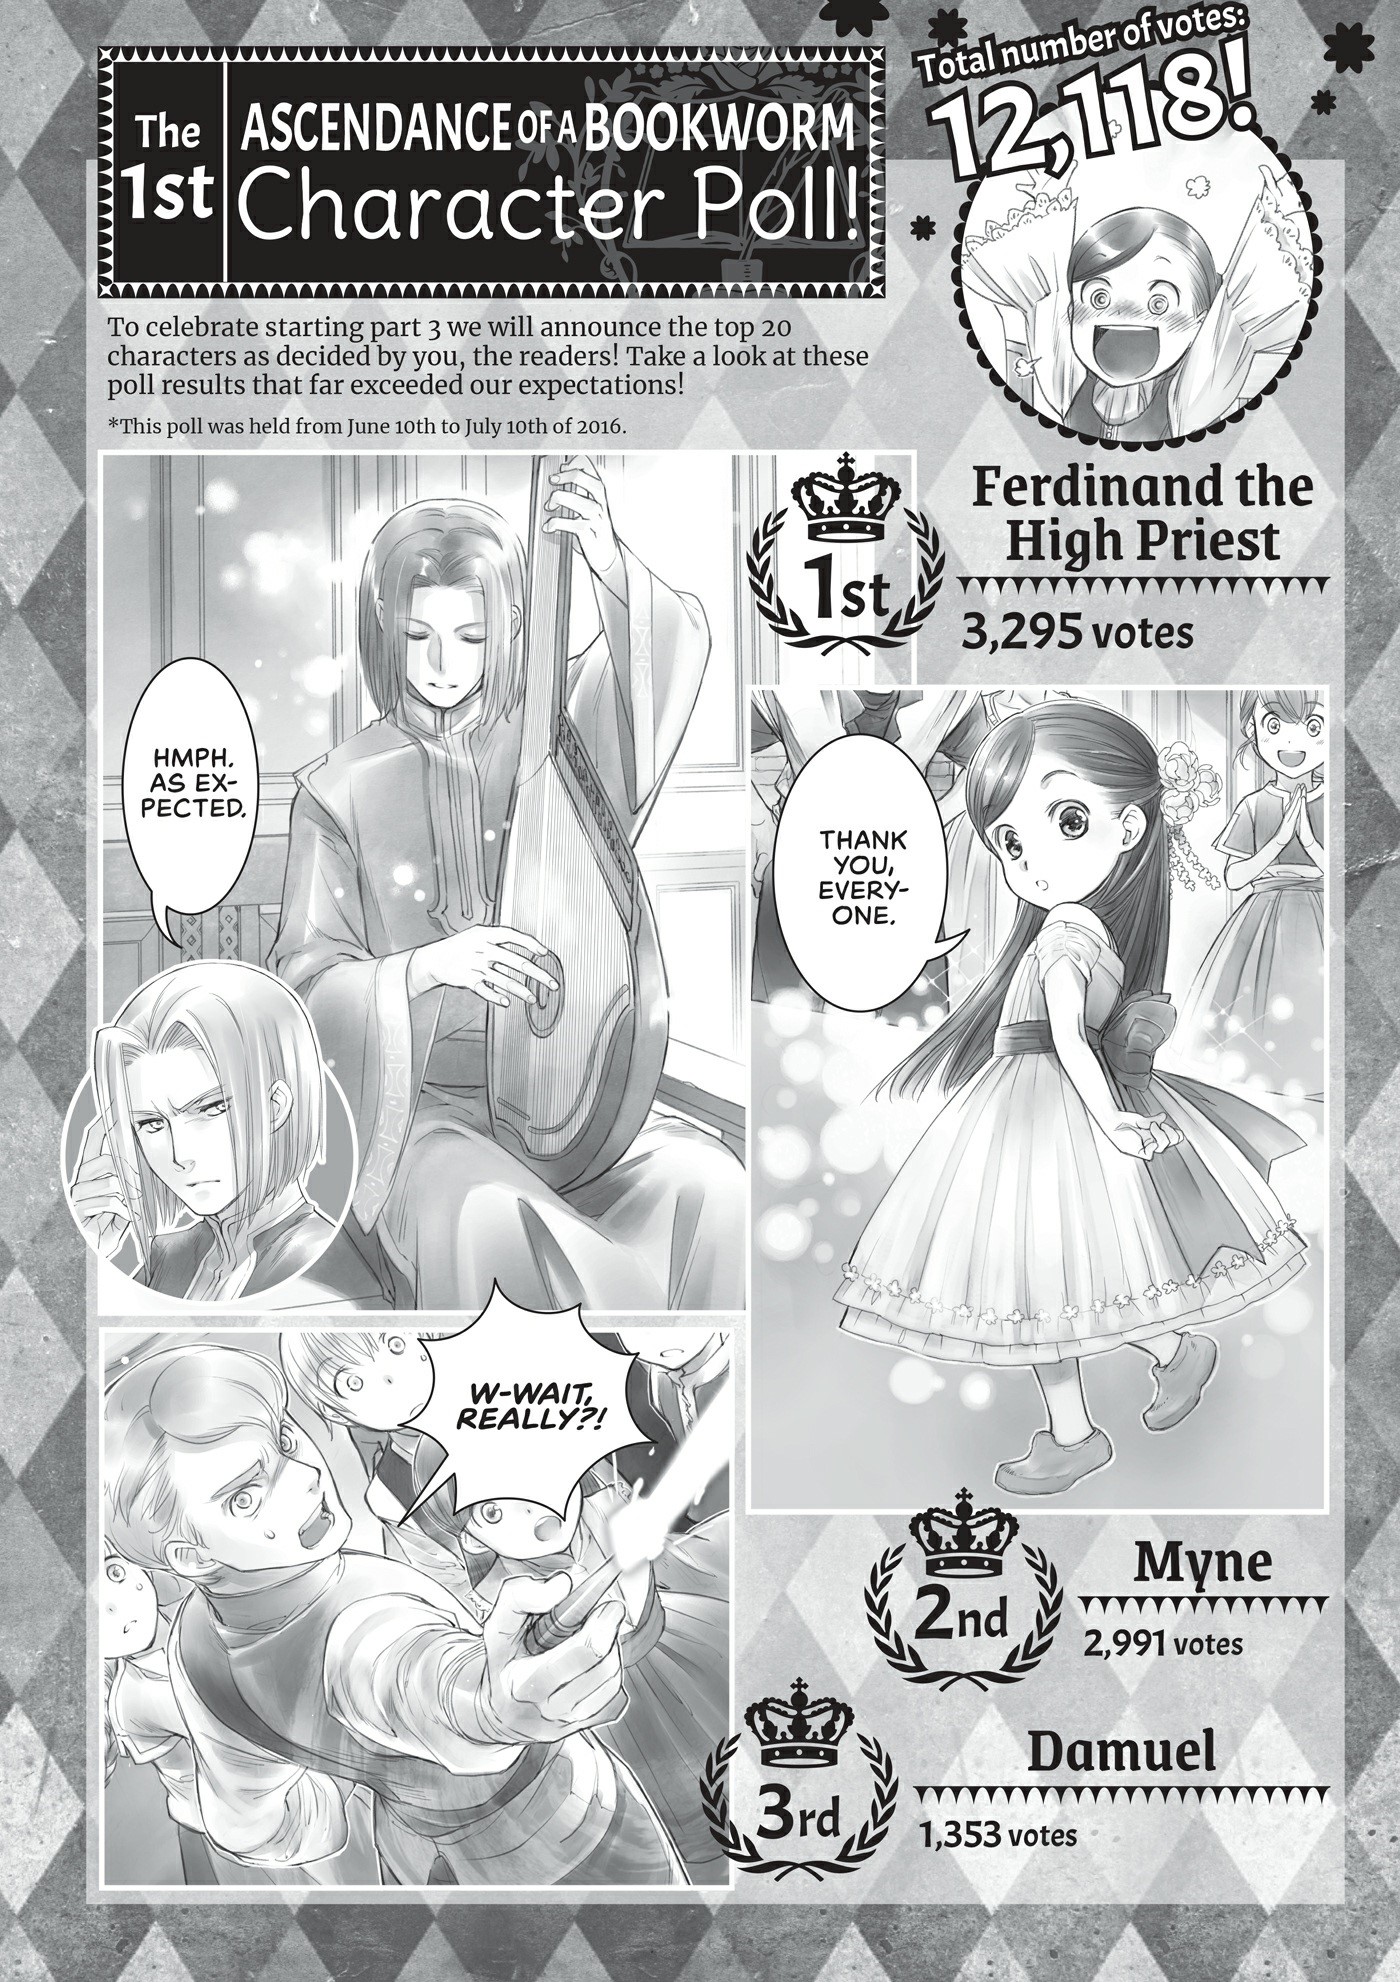 The
1st
ASCENDANCE OF A BOOKWORM
Character Poll!
Total number of votes:
12,118!
To celebrate starting part 3 we will announce the top 20
characters as decided by you, the readers! Take a look at these
poll results that far exceeded our expectations!
*This poll was held from June 10th to July 10th of 2016.
1st
Ferdinand the
High Priest
3,295 votes
HMPH.
AS EX-
PECTED.
THANK
YOU,
EVERY-
ONE.
W-WAIT,
REALLY?!
2nd
Myne
2,991 votes
3rd
Damuel
1,353 votes